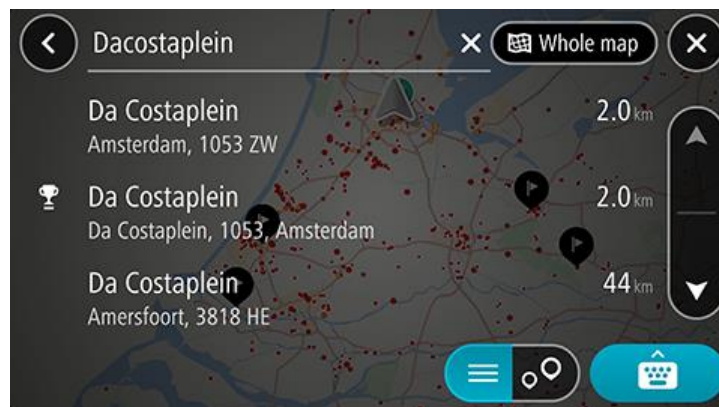 Dacostaplein
Whole map
Da Costaplein
2.0 km
Amsterdam, 1053 ZW
Da Costaplein
2.0 km
Da Costaplein, 1053, Amsterdam
Da Costaplein
44 km
Amersfoort, 3818 HE